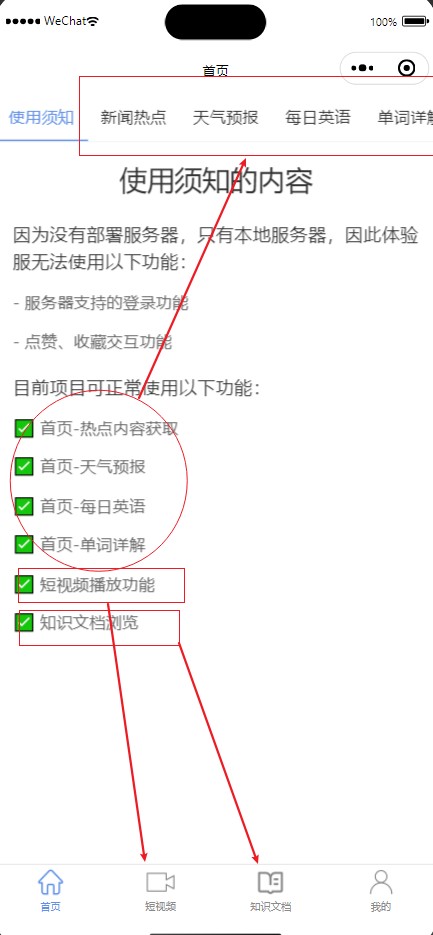 WeChat
100%
首页
使用须知 新闻热点 天气预报 每日英语 单词详解
使用须知的内容
因为没有部署服务器，只有本地服务器，因此体验
服无法使用以下功能：
- 服务器支持的登录功能
- 点赞、收藏交互功能
目前项目可正常使用以下功能：
✅ 首页-热点内容获取
✅ 首页-天气预报
✅ 首页-每日英语
✅ 首页-单词详解
✅ 短视频播放功能
✅ 知识文档浏览
首页 短视频 知识文档 我的